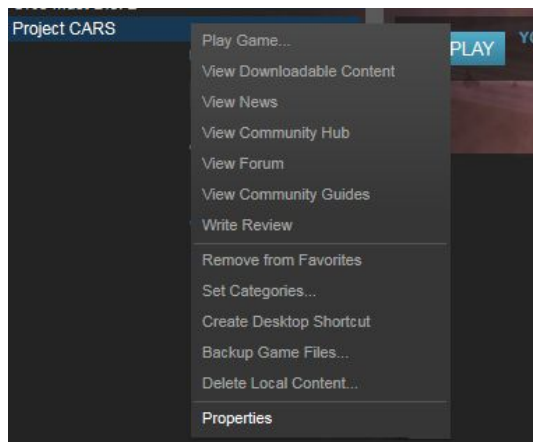 Project CARS
Play Game...
PLAY
View Downloadable Content
View News
View Community Hub
View Forum
View Community Guides
Write Review
Remove from Favorites
Set Categories...
Create Desktop Shortcut
Backup Game Files...
Delete Local Content...
Properties